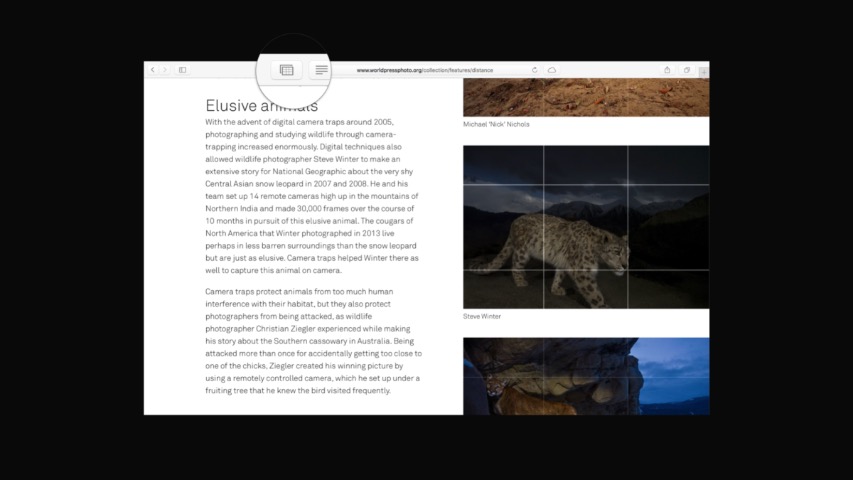 www.worldpressphoto.org/collection/features/distance
Elusive animals
With the advent of digital camera traps around 2005,
photographing and studying wildlife through camera-
trapping increased enormously. Digital techniques also
allowed wildlife photographer Steve Winter to make an
extensive story for National Geographic about the very shy
Central Asian snow leopard in 2007 and 2008. He and his
team set up 14 remote cameras high up in the mountains of
Northern India and made 30,000 frames over the course of
10 months in pursuit of this elusive animal. The cougars of
North America that Winter photographed in 2013 live
perhaps in less barren surroundings than the snow leopard
but are just as elusive. Camera traps helped Winter there as
well to capture this animal on camera.
Camera traps protect animals from too much human
interference with their habitat, but they also protect
photographers from being attacked, as wildlife
photographer Christian Ziegler experienced while making
his story about the Southern cassowary in Australia. Being
attacked more than once for accidentally getting too close to
one of the chicks, Ziegler created his winning picture by
using a remotely controlled camera, which he set up under a
fruiting tree that he knew the bird visited frequently.
Michael 'Nick' Nichols
Steve Winter